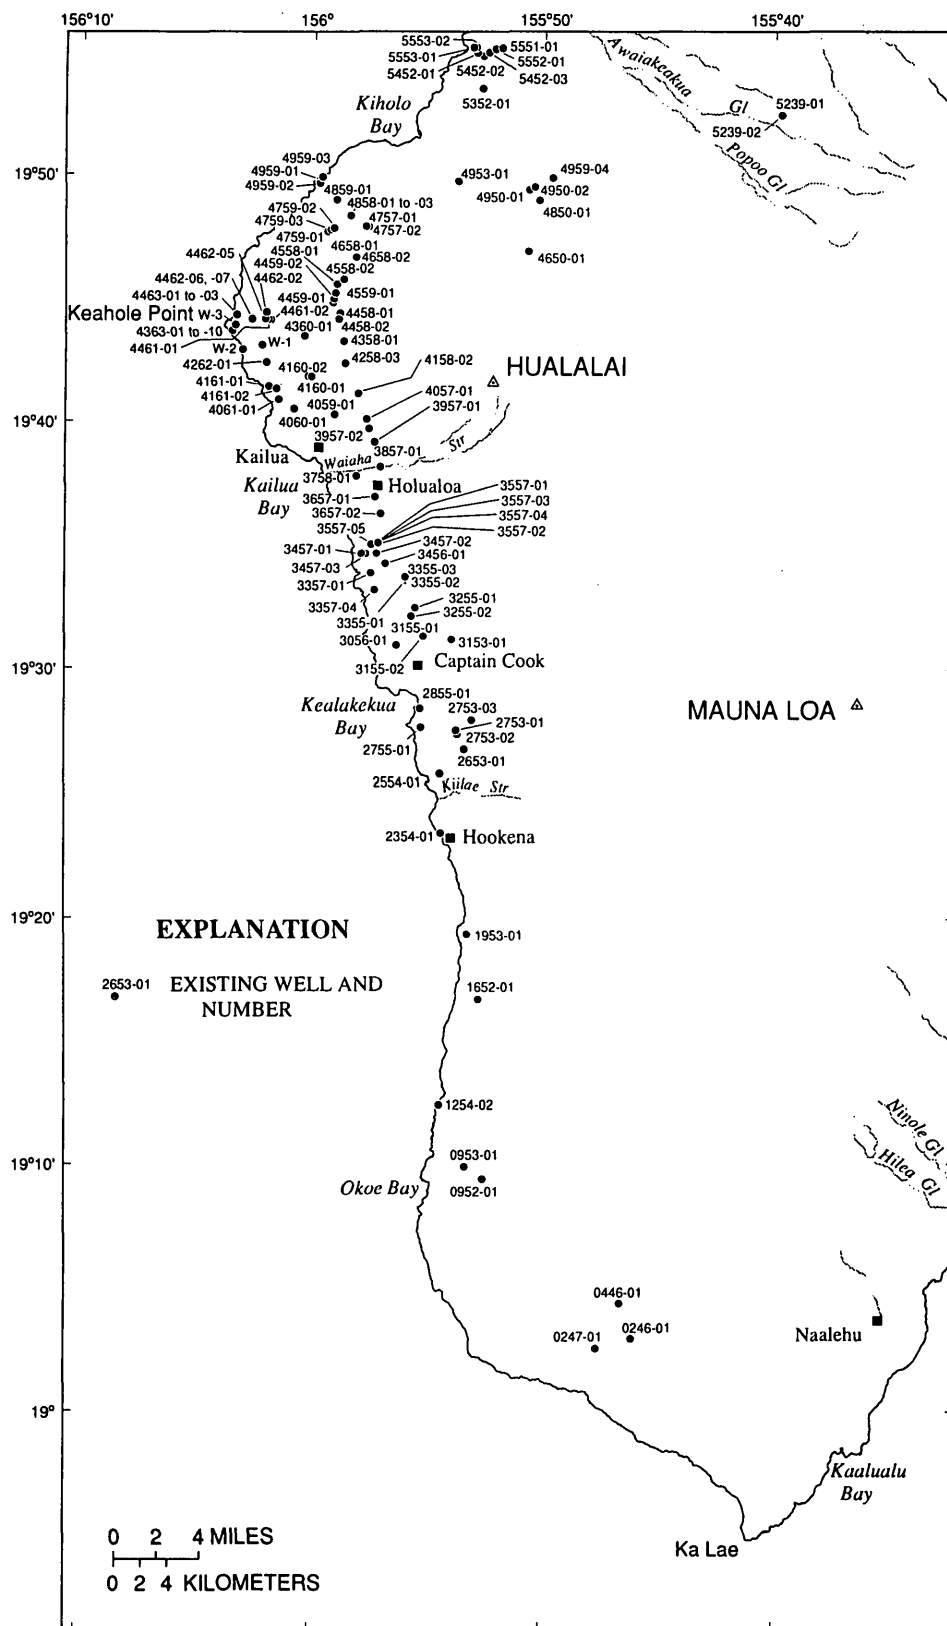 156°10'
156°
155°50'
155°40'
5553-02
5551-01
5553-01
5552-01
5452-01
5452-02
5452-03
Awaiakeakua
Gl
5239-01
5239-02
Kiholo
Bay
5352-01
Popoo Gl
19°50'
4959-03
4959-01
4959-02
4859-01
4953-01
4959-04
4950-02
4950-01
4858-01 to -03
4850-01
4759-02
4757-01
4759-03
4757-02
4759-01
4658-01
4658-02
4650-01
4462-05
4558-01
4459-02
4558-02
4462-06, -07
4462-02
4463-01 to -03
4459-01
4559-01
Keahole Point
W-3
4461-02
4458-01
4363-01 to -10
4360-01
4458-02
4461-01
W-2
W-1
4358-01
4262-01
4160-02
4258-03
4158-02
HUALALAI
4161-01
4160-01
4057-01
4161-02
4059-01
3957-01
4061-01
4060-01
19°40'
3957-02
3857-01
Str
Kailua
Waiaha
3758-01
Kailua
Bay
Holualoa
3657-01
3557-01
3557-03
3657-02
3557-04
3557-05
3557-02
3457-01
3457-02
3456-01
3457-03
3355-03
3357-01
3355-02
3357-04
3255-01
3355-01
3255-02
3155-01
3056-01
3153-01
3155-02
19°30'
Captain Cook
2855-01
Kealakekua
Bay
2753-03
2753-01
MAUNA LOA
2755-01
2753-02
2653-01
2554-01
Kiilae Str
2354-01
Hookena
19°20'
EXPLANATION
1953-01
2653-01
EXISTING WELL AND
NUMBER
1652-01
1254-02
Ninole Gl
19°10'
0953-01
Hilea Gl
Okoe Bay
0952-01
0446-01
0247-01
0246-01
Naalehu
19°
Kaalualu
Bay
0 2 4 MILES
Ka Lae
0 2 4 KILOMETERS